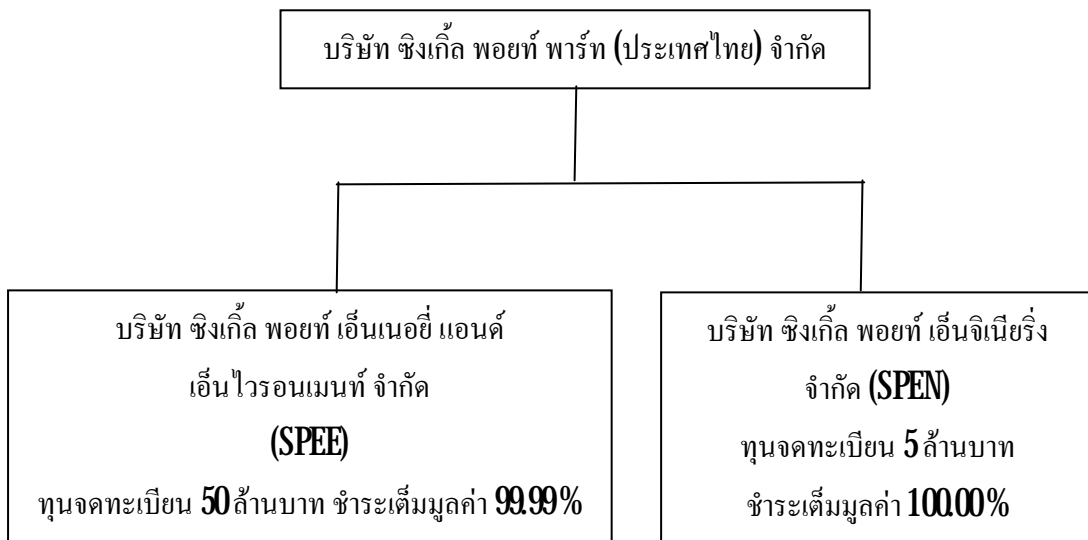 บริษัท ซิงเกิ้ล พอยท์ พาร์ท (ประเทศไทย) จำกัด
บริษัท ซิงเกิ้ล พอยท์ เอ็นเนอยี่ แอนด์
เอ็นไวรอนเมนท์ จำกัด
(SPEE)
ทุนจดทะเบียน 50 ล้านบาท ชำระเต็มมูลค่า 99.99%
บริษัท ซิงเกิ้ล พอยท์ เอ็นจิเนียริ่ง
จำกัด (SPEN)
ทุนจดทะเบียน 5 ล้านบาท
ชำระเต็มมูลค่า 100.00%